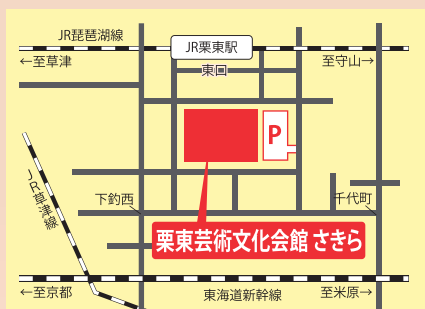 JR琵琶湖線
JR栗東駅
←至草津
東口
至守山→
P
JR草津線
下鈎西
千代町
栗東芸術文化会館 さきら
←至京都
東海道新幹線
至米原→